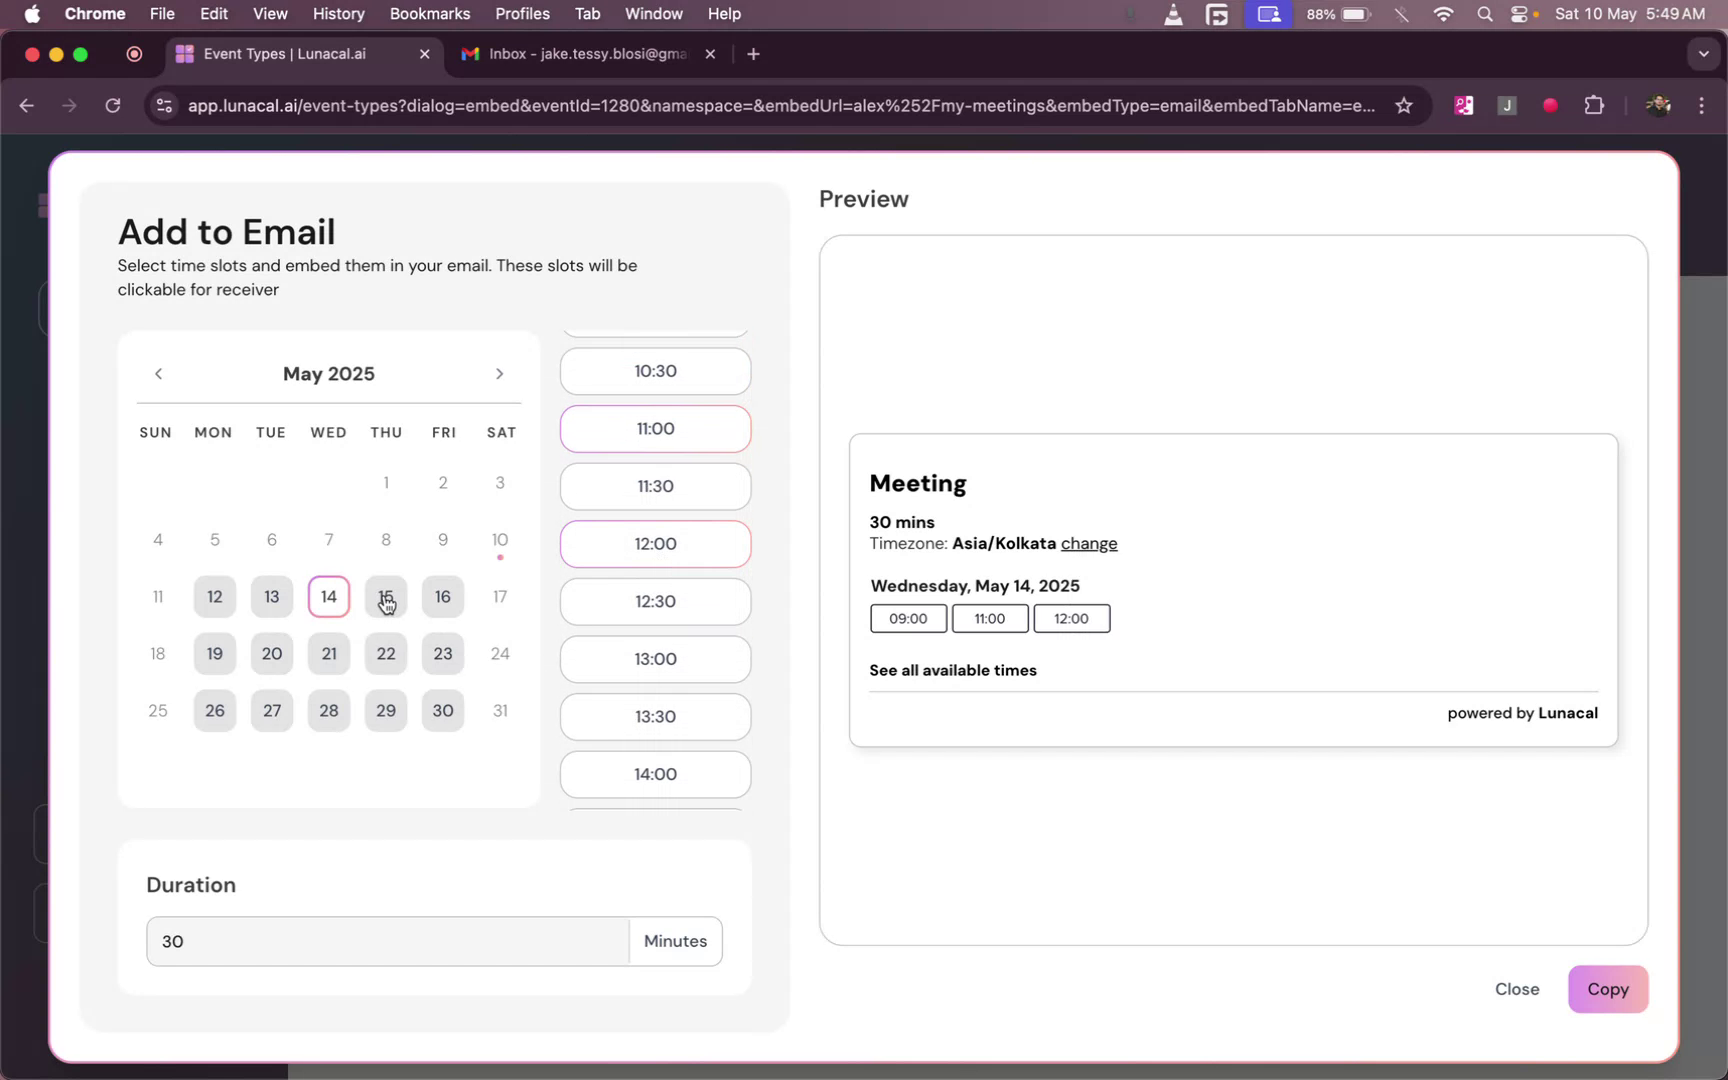 Chrome File Edit View History Bookmarks Profiles Tab Window Help 88% Sat 10 May 5:49 AM
Event Types | Lunacal.ai Inbox - jake.tessy.blosi@gma
app.lunacal.ai/event-types?dialog=embed&eventId=1280&namespace=&embedUrl=alex%252Fmy-meetings&embedType=email&embedTabName=e... J
Add to Email
Select time slots and embed them in your email. These slots will be
clickable for receiver
May 2025
SUN MON TUE WED THU FRI SAT
1 2 3
4 5 6 7 8 9 10
11 12 13 14 15 16 17
18 19 20 21 22 23 24
25 26 27 28 29 30 31
10:30
11:00
11:30
12:00
12:30
13:00
13:30
14:00
Duration
30 Minutes
Preview
Meeting
30 mins
Timezone: Asia/Kolkata change
Wednesday, May 14, 2025
09:00 11:00 12:00
See all available times
powered by Lunacal
Close Copy